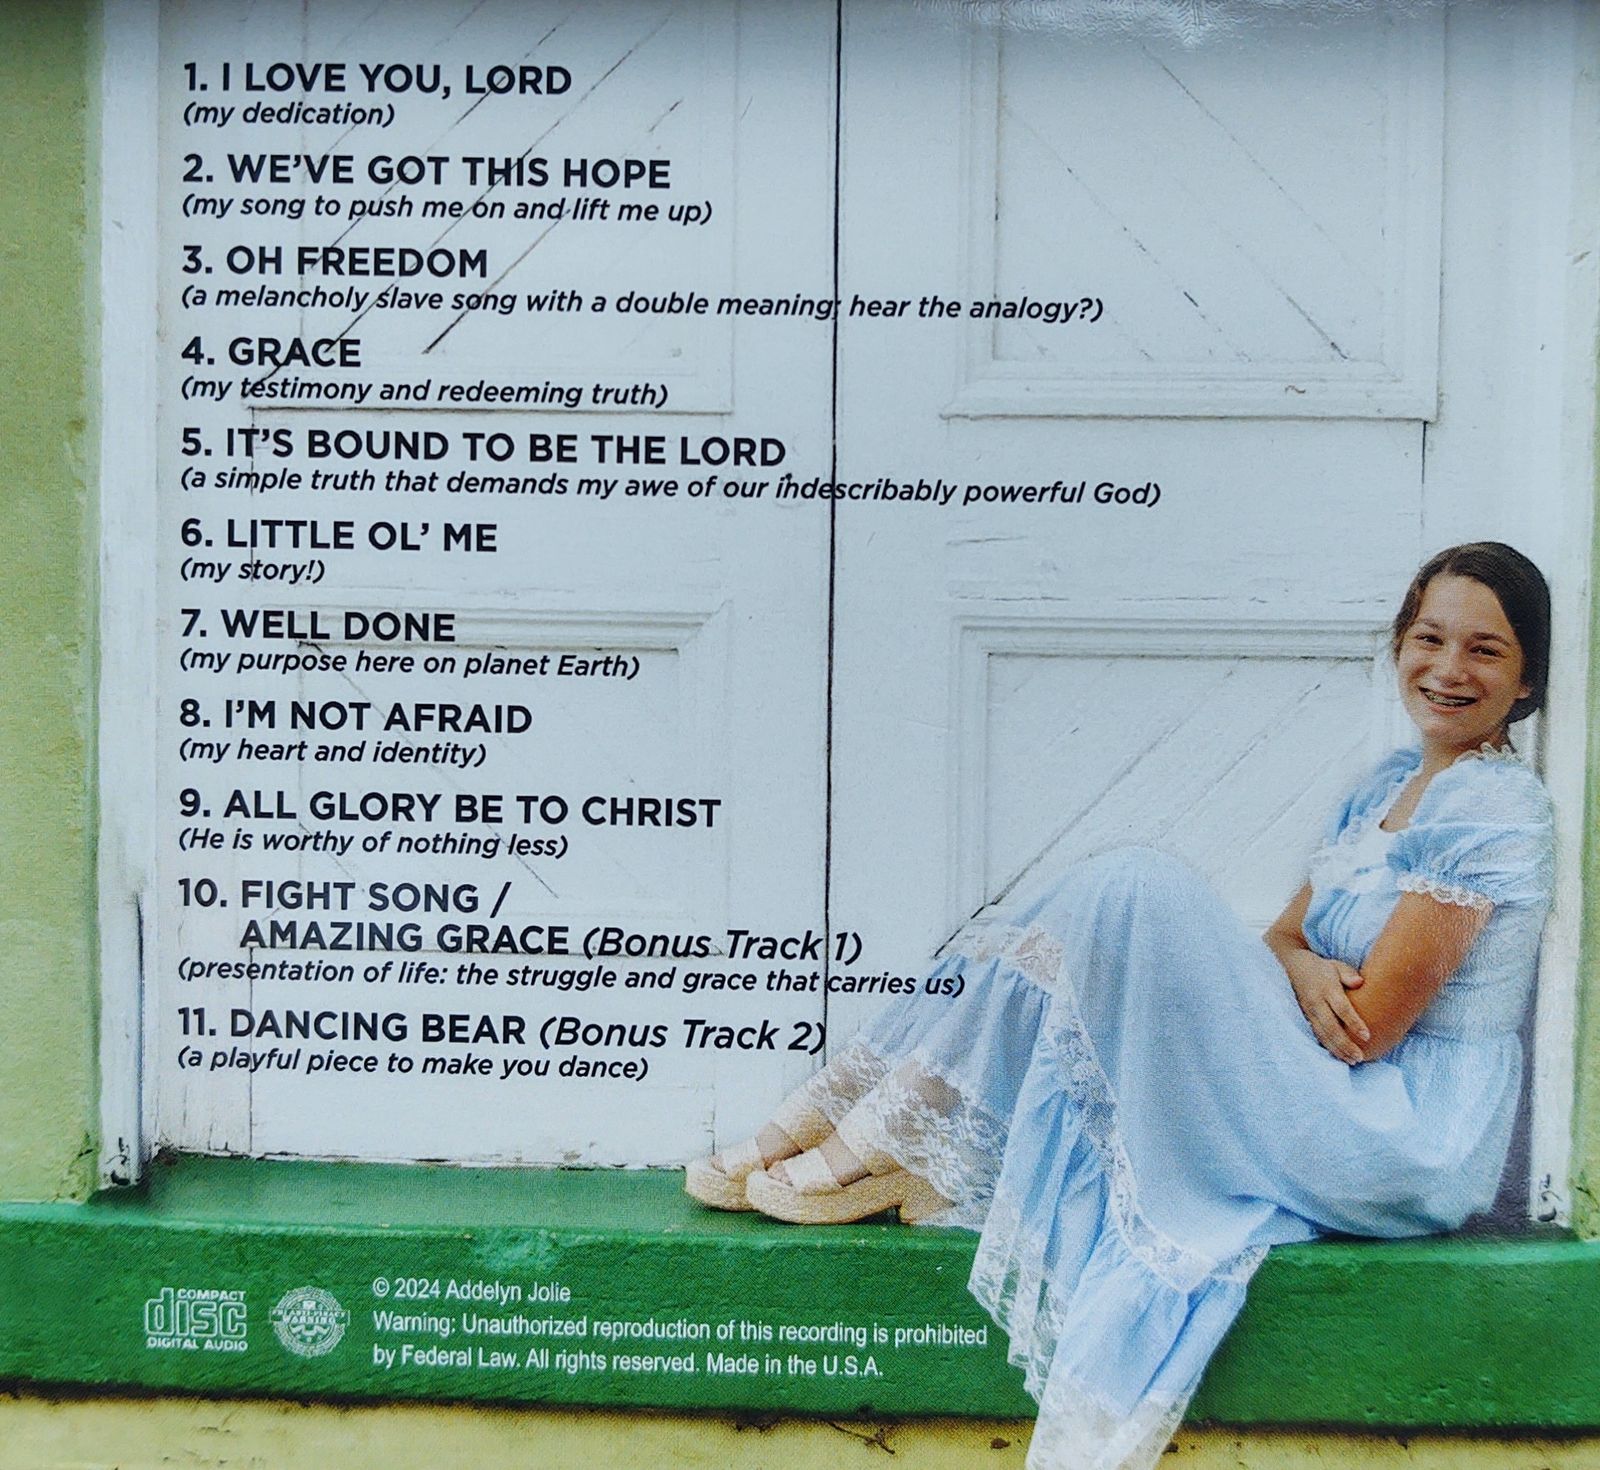 1. I LOVE YOU, LORD
(my dedication)
2. WE'VE GOT THIS HOPE
(my song to push me on and lift me up)
3. OH FREEDOM
(a melancholy slave song with a double meaning; hear the analogy?)
4. GRACE
(my testimony and redeeming truth)
5. IT'S BOUND TO BE THE LORD
(a simple truth that demands my awe of our indescribably powerful God)
6. LITTLE OL' ME
(my story!)
7. WELL DONE
(my purpose here on planet Earth)
8. I'M NOT AFRAID
(my heart and identity)
9. ALL GLORY BE TO CHRIST
(He is worthy of nothing less)
10. FIGHT SONG /
AMAZING GRACE (Bonus Track 1)
(presentation of life: the struggle and grace that carries us)
11. DANCING BEAR (Bonus Track 2)
(a playful piece to make you dance)
COMPACT
disc
DIGITAL AUDIO
FBI ANTI-PIRACY
WARNING
© 2024 Addelyn Jolie
Warning: Unauthorized reproduction of this recording is prohibited
by Federal Law. All rights reserved. Made in the U.S.A.